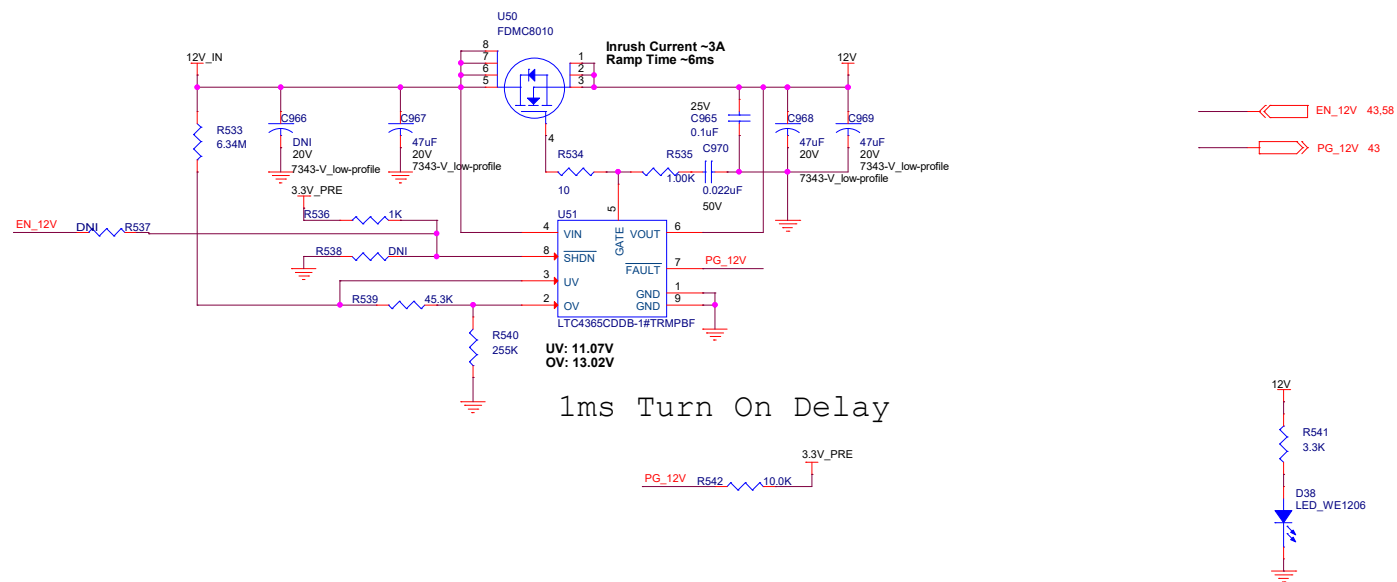 U50
FDMC8010
Inrush Current ~3A
Ramp Time ~6ms
12V_IN
8
7
6
5
1
2
3
4
12V
R533
6.34M
C966
DNI
20V
7343-V_low-profile
C967
47uF
20V
7343-V_low-profile
25V
C965
0.1uF
C968
47uF
20V
7343-V_low-profile
C969
47uF
20V
7343-V_low-profile
R534
10
R535
1.00K
C970
0.022uF
50V
EN_12V 43,58
PG_12V 43
3.3V_PRE
R536 1K
EN_12V DNI R537
R538 DNI
R539 45.3K
R540
255K
U51
5
4 VIN GATE VOUT 6
8 SHDN
FAULT 7 PG_12V
3 UV
GND 1
2 OV GND 9
LTC4365CDDB-1#TRMPBF
UV: 11.07V
OV: 13.02V
1ms Turn On Delay
3.3V_PRE
PG_12V R542 10.0K
12V
R541
3.3K
D38
LED_WE1206